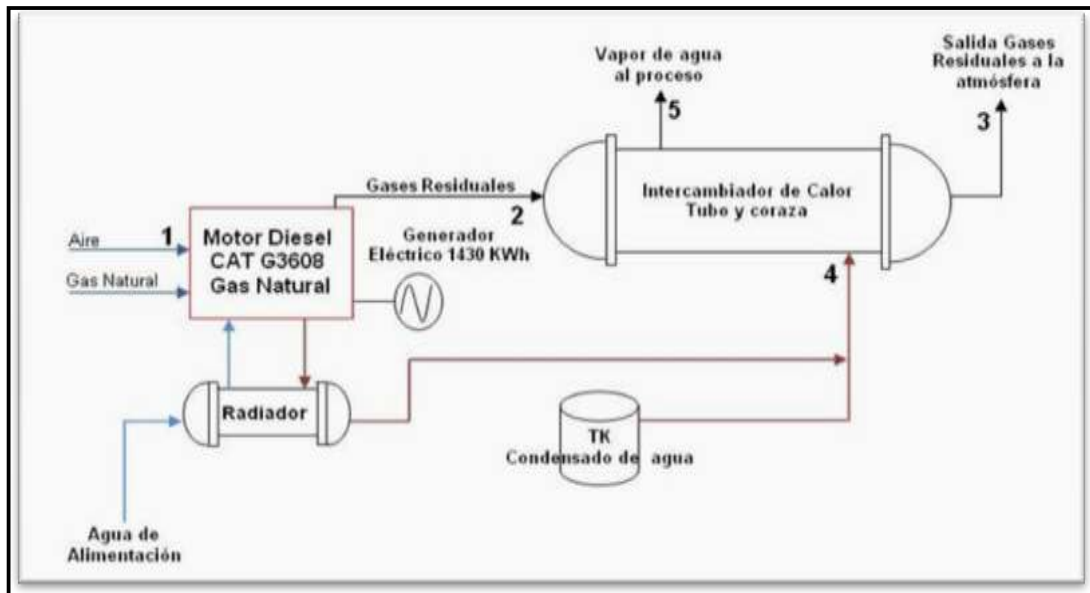 Vapor de agua
al proceso
5
Salida Gases
Residuales a la
atmósfera
3
Gases Residuales
2
Intercambiador de Calor
Tubo y coraza
Aire
1
Gas Natural
Motor Diesel
CAT G3608
Gas Natural
Generador
Eléctrico 1430 KWh
4
Radiador
TK
Condensado de agua
Agua de
Alimentación